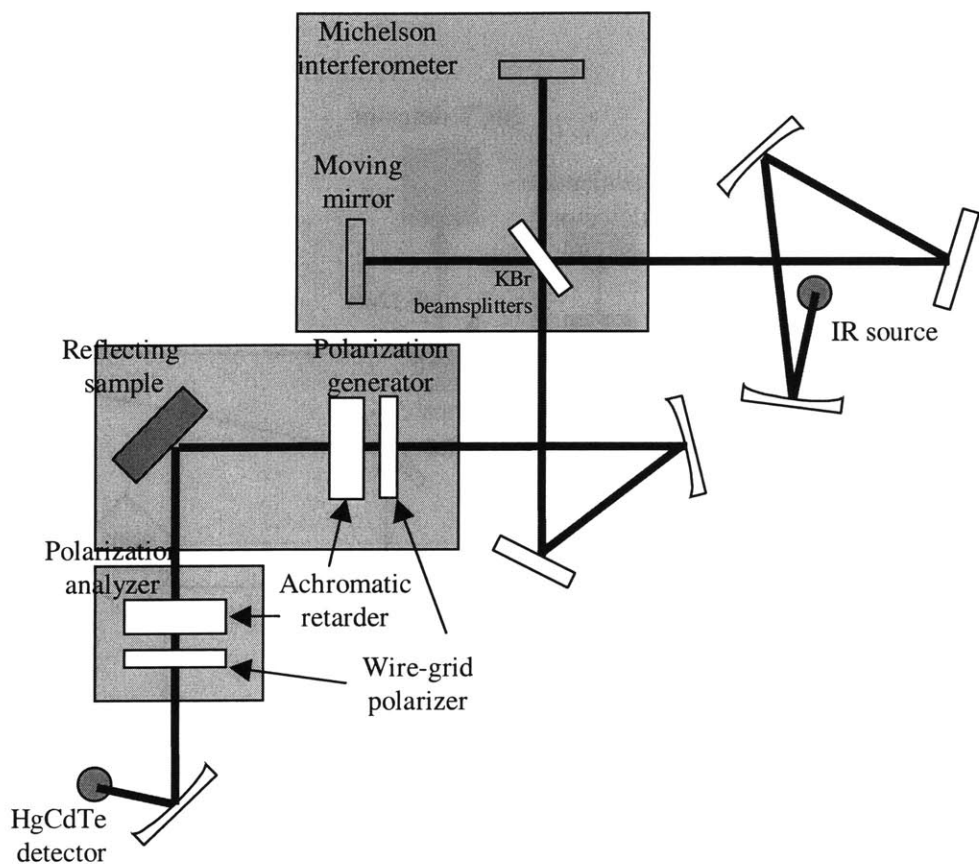 Michelson
interferometer
Moving
mirror
KBr
beamsplitters
IR source
Reflecting
sample
Polarization
generator
Polarization
analyzer
Achromatic
retarder
Wire-grid
polarizer
HgCdTe
detector